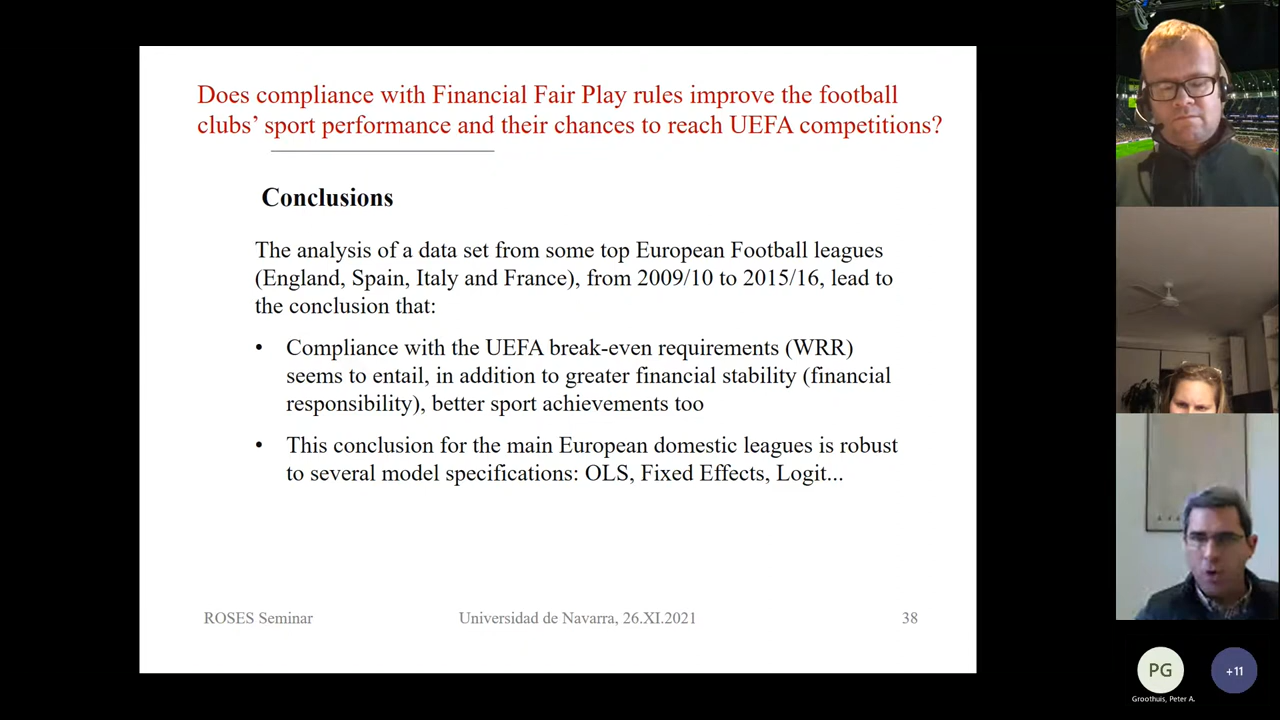 Does compliance with Financial Fair Play rules improve the football
clubs’ sport performance and their chances to reach UEFA competitions?
Conclusions
The analysis of a data set from some top European Football leagues
(England, Spain, Italy and France), from 2009/10 to 2015/16, lead to
the conclusion that:
• Compliance with the UEFA break-even requirements (WRR)
seems to entail, in addition to greater financial stability (financial
responsibility), better sport achievements too
• This conclusion for the main European domestic leagues is robust
to several model specifications: OLS, Fixed Effects, Logit...
ROSES Seminar
Universidad de Navarra, 26.XI.2021
38
PG
+11
Groothuis, Peter A.